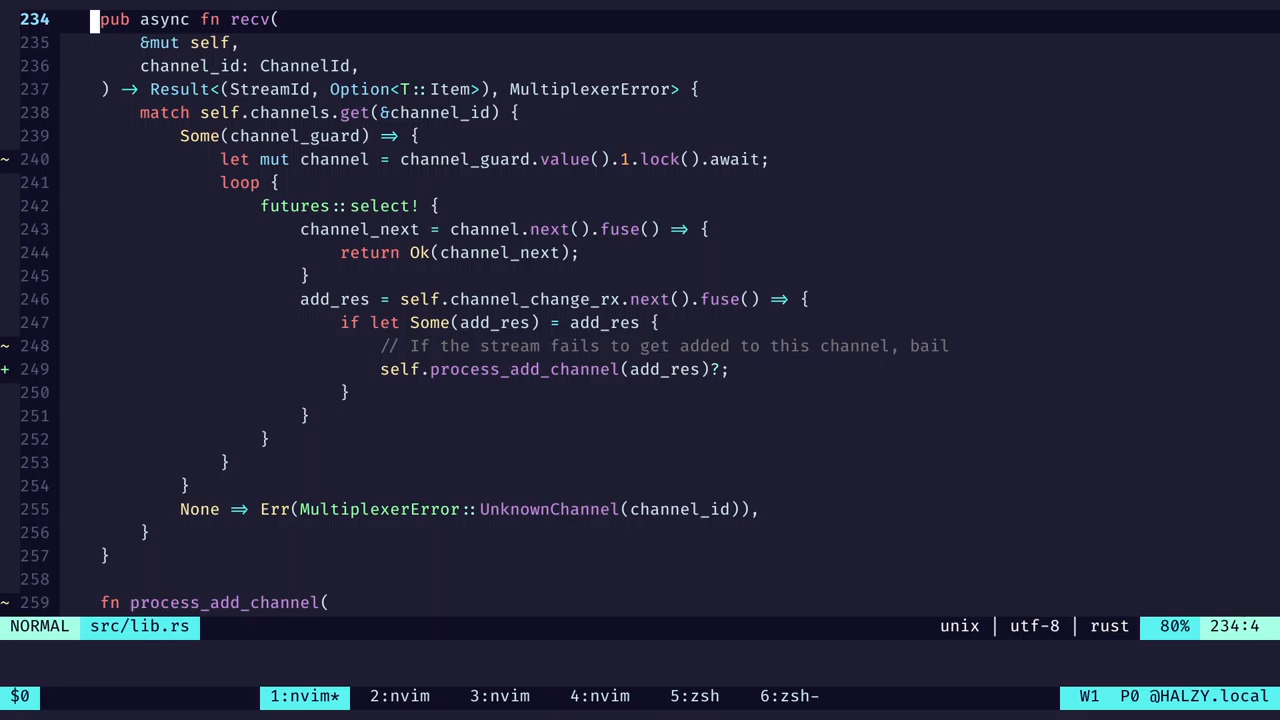 234 pub async fn recv(
235 &mut self,
236 channel_id: ChannelId,
237 ) -> Result<(StreamId, Option<T::Item>), MultiplexerError> {
238 match self.channels.get(&channel_id) {
239 Some(channel_guard) => {
~ 240 let mut channel = channel_guard.value().1.lock().await;
241 loop {
242 futures::select! {
243 channel_next = channel.next().fuse() => {
244 return Ok(channel_next);
245 }
246 add_res = self.channel_change_rx.next().fuse() => {
247 if let Some(add_res) = add_res {
~ 248 // If the stream fails to get added to this channel, bail
+ 249 self.process_add_channel(add_res)?;
250 }
251 }
252 }
253 }
254 }
255 None => Err(MultiplexerError::UnknownChannel(channel_id)),
256 }
257 }
258
~ 259 fn process_add_channel(
NORMAL src/lib.rs unix | utf-8 | rust 80% 234:4
$0 1:nvim* 2:nvim 3:nvim 4:nvim 5:zsh 6:zsh- W1 P0 @HALZY.local